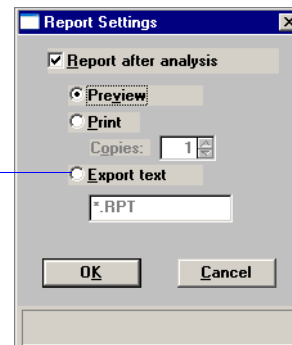 Report Settings
Report after analysis
Preview
Print
Copies: 1
Export text
*.RPT
OK
Cancel